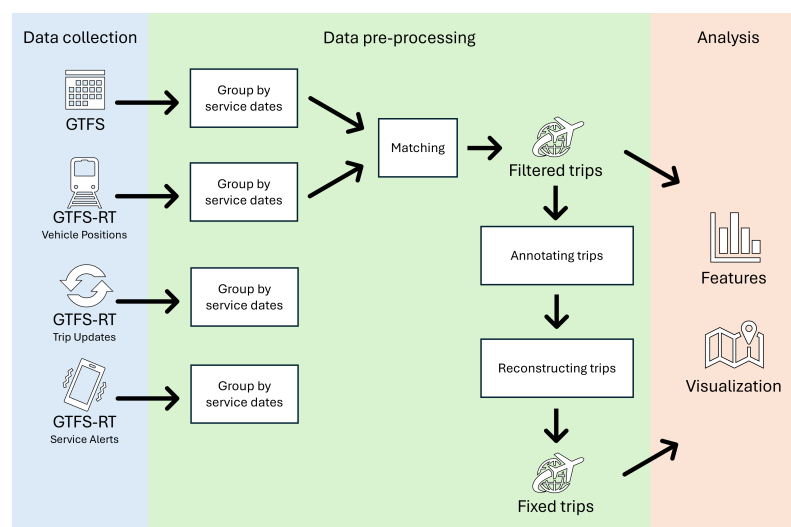 Data collection
Data pre-processing
Analysis
GTFS
Group by
service dates
GTFS-RT
Vehicle Positions
Group by
service dates
GTFS-RT
Trip Updates
Group by
service dates
GTFS-RT
Service Alerts
Group by
service dates
Matching
Filtered trips
Annotating trips
Reconstructing trips
Fixed trips
Features
Visualization